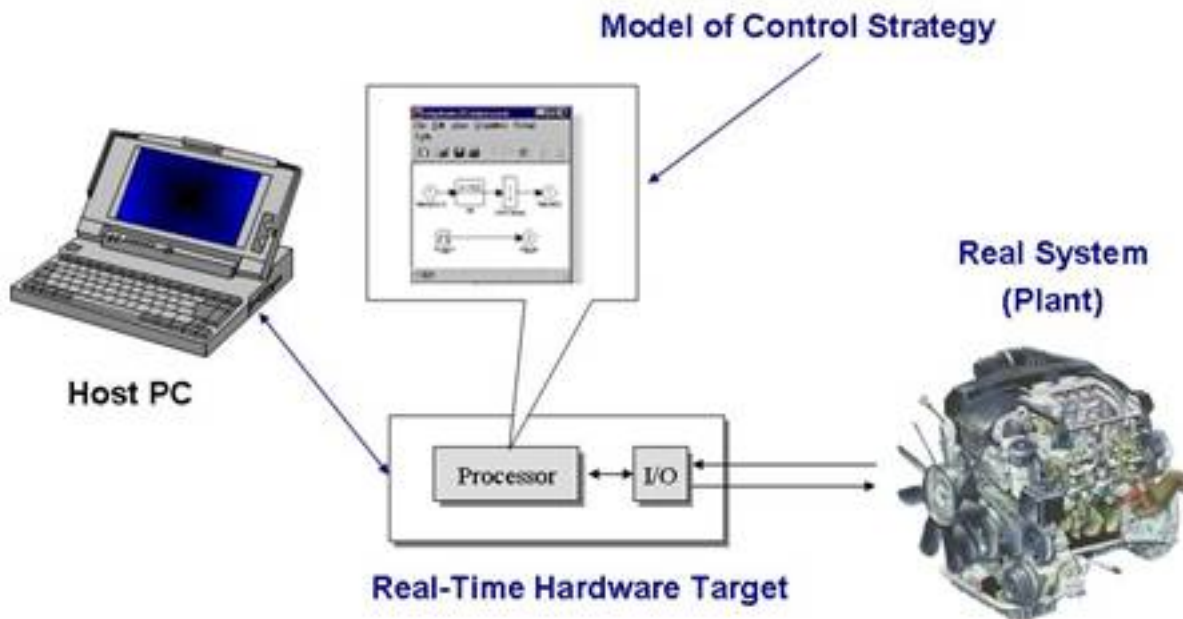 Model of Control Strategy
Real System
(Plant)
Host PC
Processor
I/O
Real-Time Hardware Target